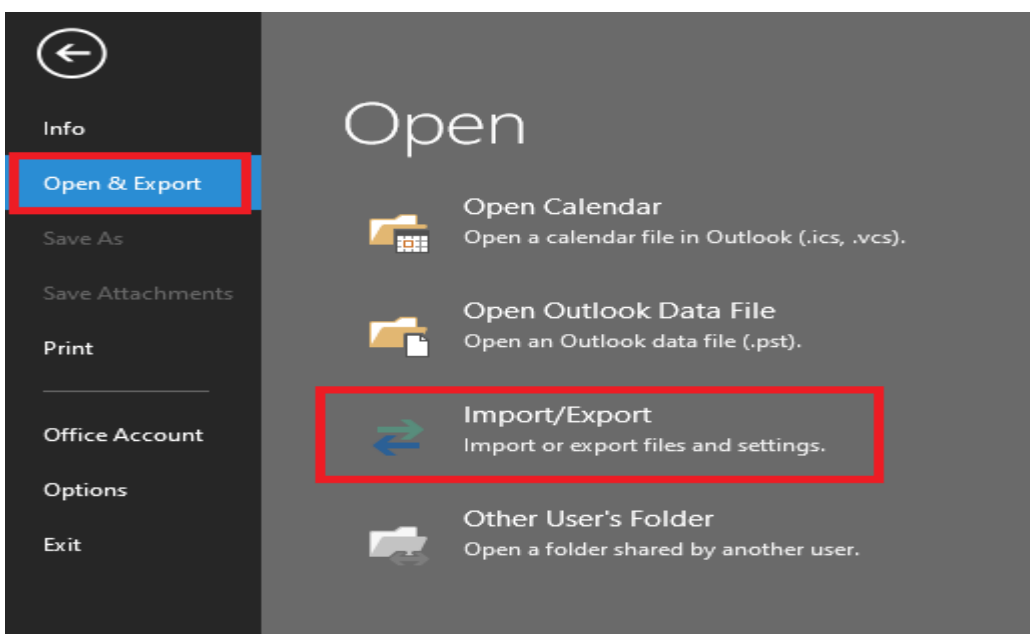 Info
Open & Export
Save As
Save Attachments
Print
Office Account
Options
Exit
Open
Open Calendar
Open a calendar file in Outlook (.ics, .vcs).
Open Outlook Data File
Open an Outlook data file (.pst).
Import/Export
Import or export files and settings.
Other User's Folder
Open a folder shared by another user.